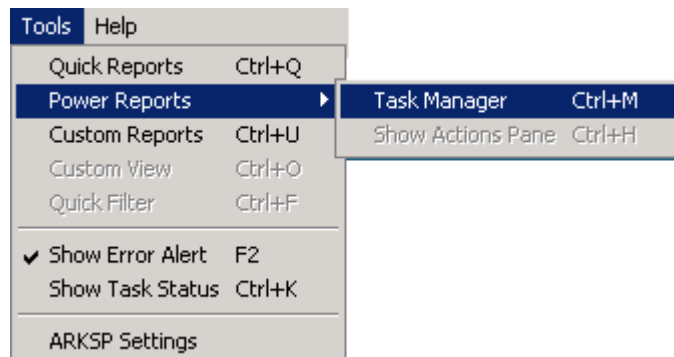 Tools Help
Quick Reports Ctrl+Q
Power Reports
Task Manager Ctrl+M
Custom Reports Ctrl+U
Show Actions Pane Ctrl+H
Custom View Ctrl+O
Quick Filter Ctrl+F
Show Error Alert F2
Show Task Status Ctrl+K
ARKSP Settings